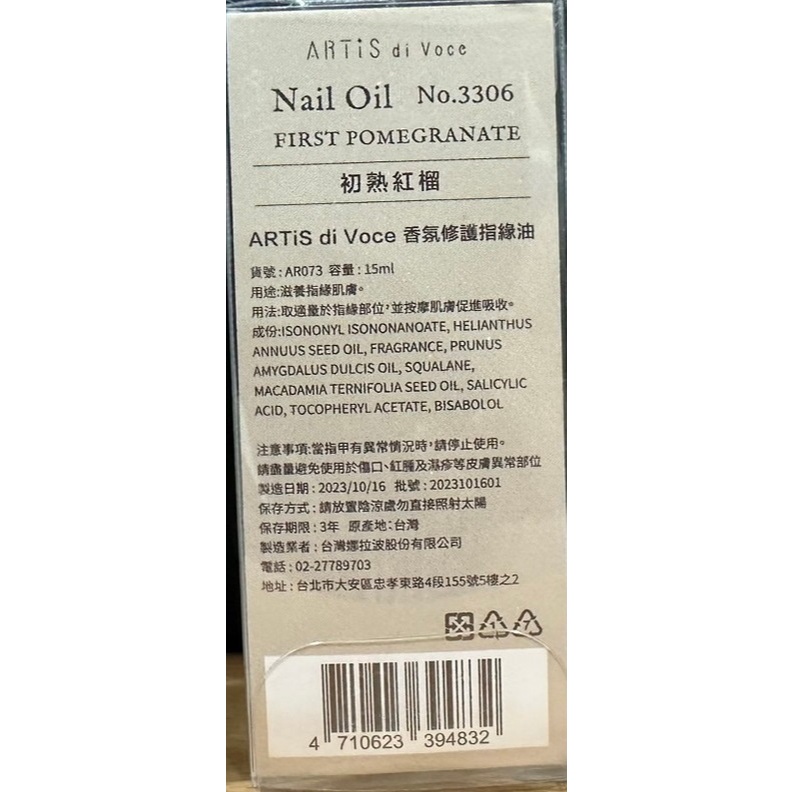 ARTiS di Voce
Nail Oil No.3306
FIRST POMEGRANATE
初熟紅榴
ARTiS di Voce 香氛修護指緣油
貨號：AR073 容量：15ml
用途:滋養指緣肌膚。
用法:取適量於指緣部位，並按摩肌膚促進吸收。
成份:ISONONYL ISONONANOATE, HELIANTHUS
ANNUUS SEED OIL, FRAGRANCE, PRUNUS
AMYGDALUS DULCIS OIL, SQUALANE,
MACADAMIA TERNIFOLIA SEED OIL, SALICYLIC
ACID, TOCOPHERYL ACETATE, BISABOLOL
注意事項:當指甲有異常情況時，請停止使用。
請盡量避免使用於傷口、紅腫及濕疹等皮膚異常部位
製造日期：2023/10/16 批號：2023101601
保存方式：請放置陰涼處勿直接照射太陽
保存期限：3年 原產地：台灣
製造業者：台灣娜拉波股份有限公司
電話：02-27789703
地址：台北市大安區忠孝東路4段155號5樓之2
1 7
4 710623 394832